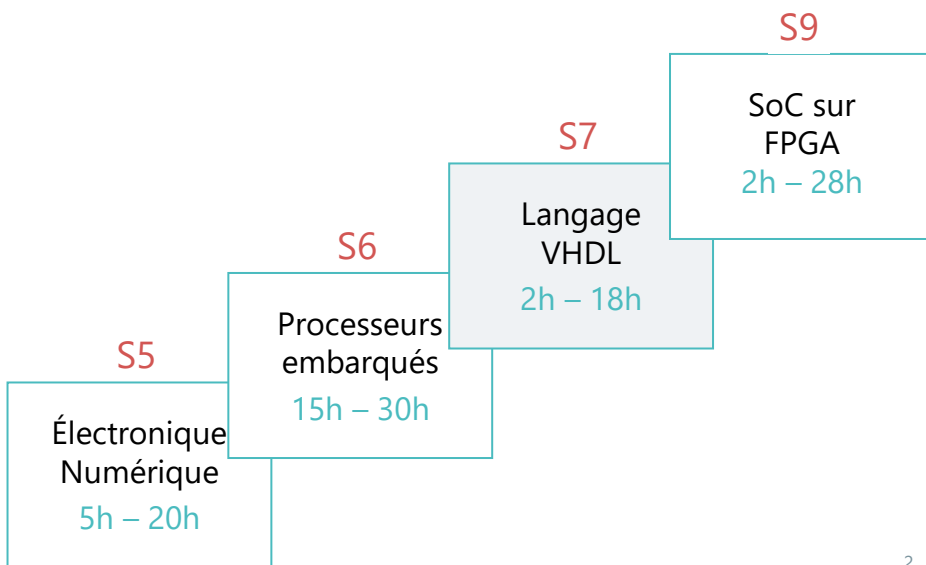 S9
SoC sur
FPGA
2h – 28h
S7
Langage
VHDL
2h – 18h
S6
Processeurs
embarqués
15h – 30h
S5
Électronique
Numérique
5h – 20h
2